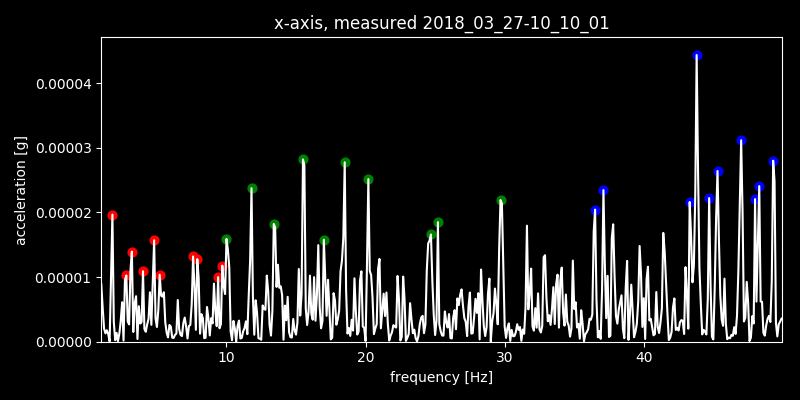 x-axis, measured 2018_03_27-10_10_01
0.00004
0.00003
0.00002
0.00001
0.00000
acceleration [g]
10 20 30 40
frequency [Hz]